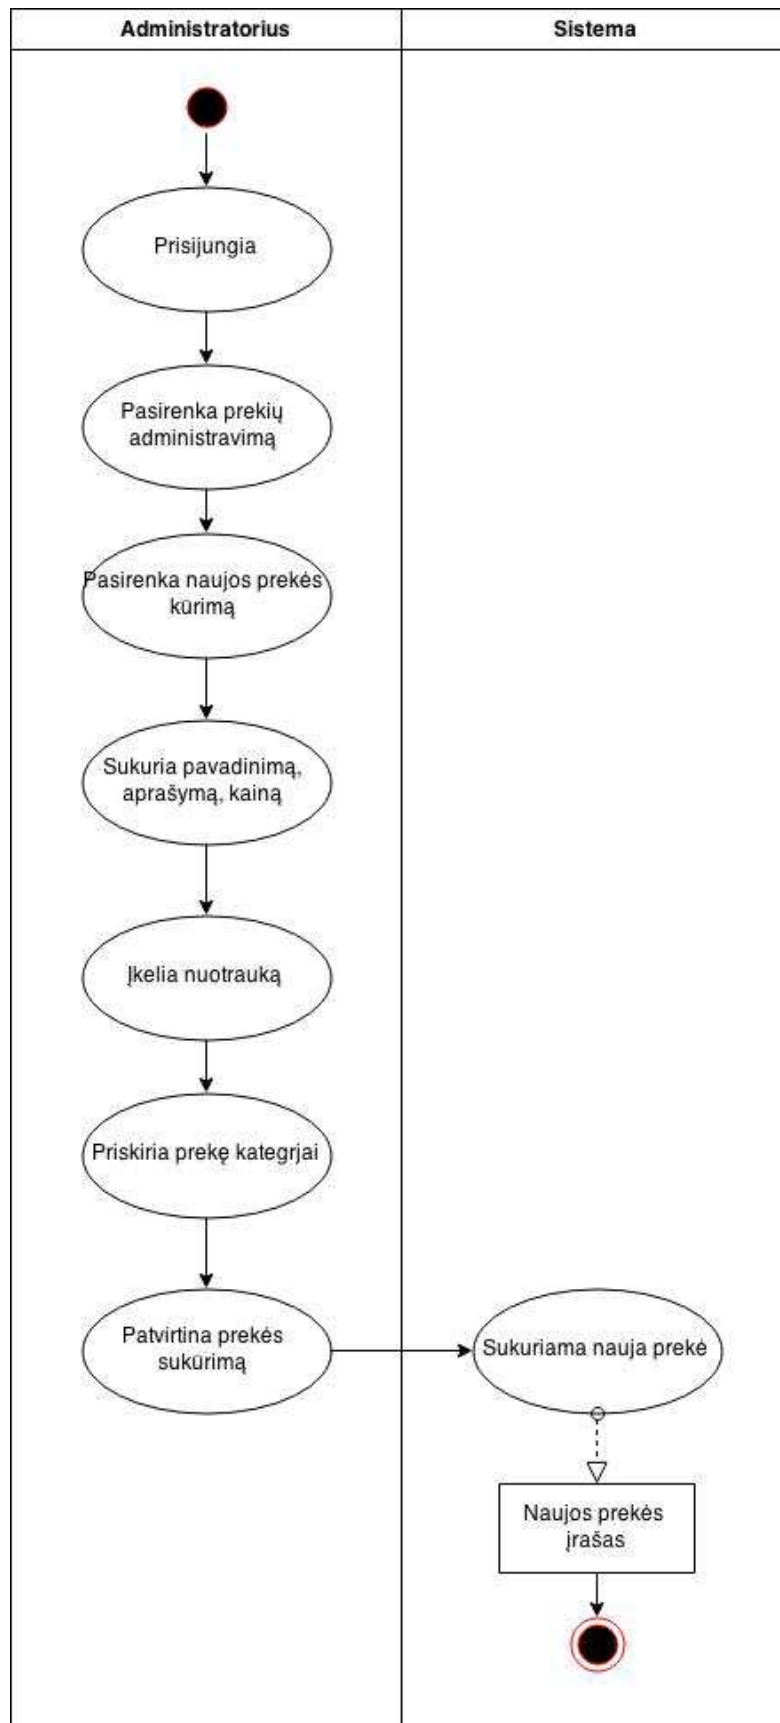 Administratorius
Sistema
Prisijungia
Pasirenka prekių
administravimą
Pasirenka naujos prekės
kūrimą
Sukuria pavadinimą,
aprašymą, kainą
Įkelia nuotrauką
Priskiria prekę kategrjai
Patvirtina prekės
sukūrimą
Sukuriama nauja prekė
Naujos prekės
įrašas